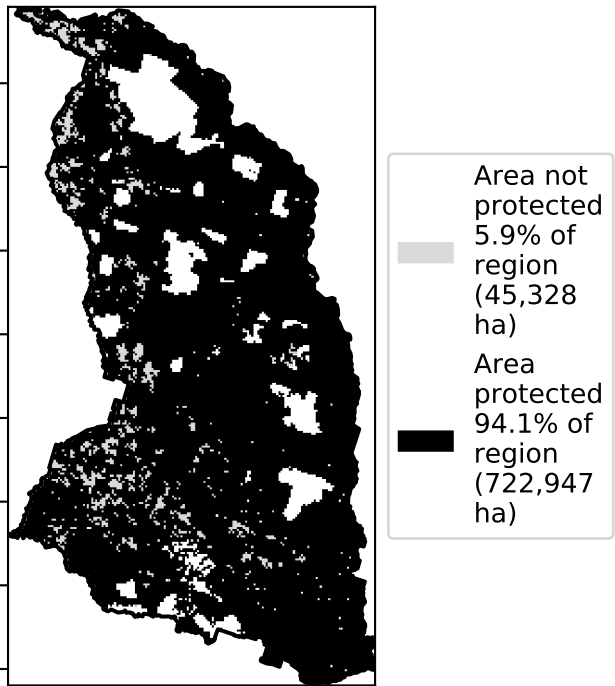 Area not
protected
5.9% of
region
(45,328
ha)
Area
protected
94.1% of
region
(722,947
ha)